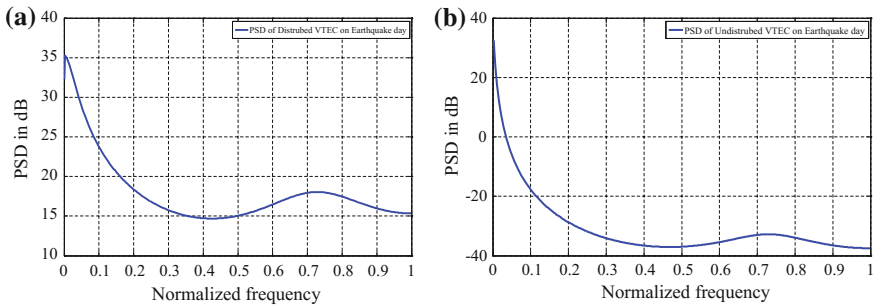 (a)
PSD of Distrubed VTEC on Earthquake day
40
35
30
25
20
15
10
PSD in dB
0 0.1 0.2 0.3 0.4 0.5 0.6 0.7 0.8 0.9 1
Normalized frequency
(b)
PSD of Undistrubed VTEC on Earthquake day
40
20
0
-20
-40
PSD in dB
0 0.1 0.2 0.3 0.4 0.5 0.6 0.7 0.8 0.9 1
Normalized frequency